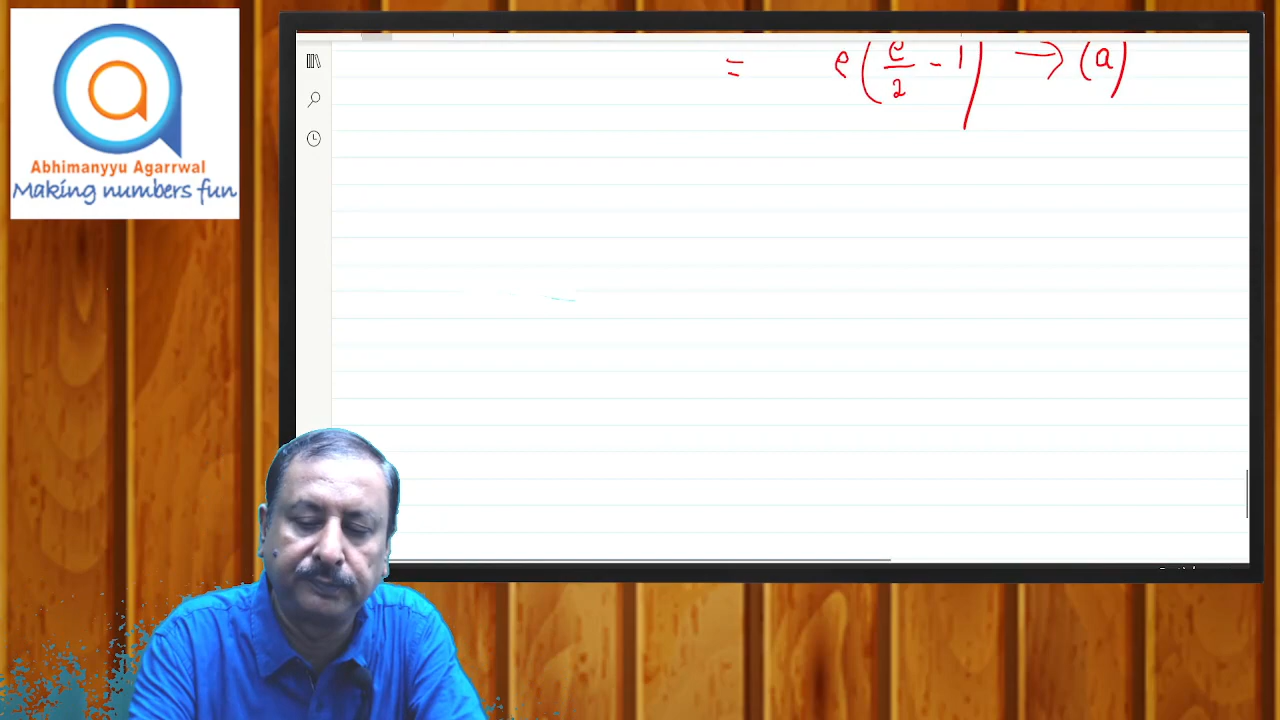 = e(e/2 - 1) → (a)
Abhimanyyu Agarrwal
Making numbers fun